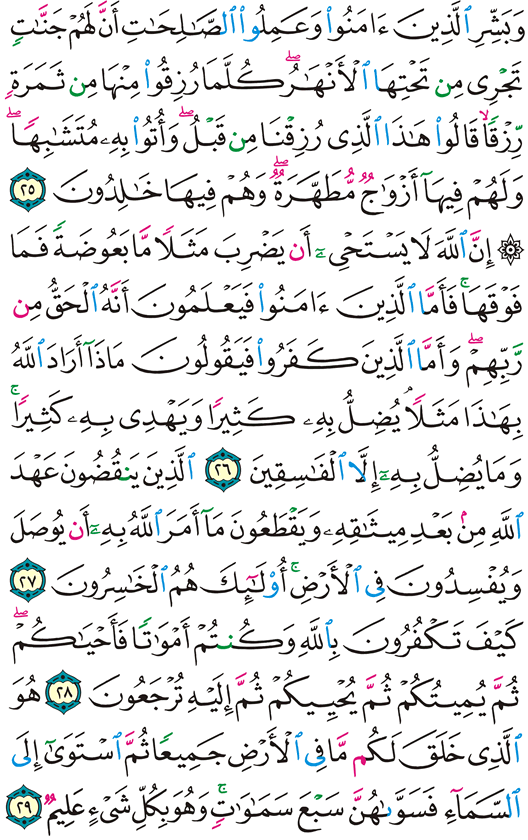 وَبَشِّرِ ٱلَّذِينَ ءَامَنُوا۟ وَعَمِلُوا۟ ٱلصَّـٰلِحَـٰتِ أَنَّ لَهُمْ جَنَّـٰتٍ
تَجْرِى مِن تَحْتِهَا ٱلْأَنْهَـٰرُ ۖ كُلَّمَا رُزِقُوا۟ مِنْهَا مِن ثَمَرَةٍ
رِّزْقًا ۙ قَالُوا۟ هَـٰذَا ٱلَّذِى رُزِقْنَا مِن قَبْلُ ۖ وَأُتُوا۟ بِهِۦ مُتَشَـٰبِهًا ۖ
وَلَهُمْ فِيهَآ أَزْوَٰجٌ مُّطَهَّرَةٌ ۖ وَهُمْ فِيهَا خَـٰلِدُونَ ٢٥
۞ إِنَّ ٱللَّهَ لَا يَسْتَحْىِۦٓ أَن يَضْرِبَ مَثَلًا مَّا بَعُوضَةً فَمَا
فَوْقَهَا ۚ فَأَمَّا ٱلَّذِينَ ءَامَنُوا۟ فَيَعْلَمُونَ أَنَّهُ ٱلْحَقُّ مِن
رَّبِّهِمْ ۖ وَأَمَّا ٱلَّذِينَ كَفَرُوا۟ فَيَقُولُونَ مَاذَآ أَرَادَ ٱللَّهُ
بِهَـٰذَا مَثَلًا ۘ يُضِلُّ بِهِۦ كَثِيرًا وَيَهْدِى بِهِۦ كَثِيرًا ۚ
وَمَا يُضِلُّ بِهِۦٓ إِلَّا ٱلْفَـٰسِقِينَ ٢٦ ٱلَّذِينَ يَنقُضُونَ عَهْدَ
ٱللَّهِ مِنۢ بَعْدِ مِيثَـٰقِهِۦ وَيَقْطَعُونَ مَآ أَمَرَ ٱللَّهُ بِهِۦٓ أَن يُوصَلَ
وَيُفْسِدُونَ فِى ٱلْأَرْضِ ۚ أُو۟لَـٰٓئِكَ هُمُ ٱلْخَـٰسِرُونَ ٢٧
كَيْفَ تَكْفُرُونَ بِٱللَّهِ وَكُنتُمْ أَمْوَٰتًا فَأَحْيَـٰكُمْ ۖ
ثُمَّ يُمِيتُكُمْ ثُمَّ يُحْيِيكُمْ ثُمَّ إِلَيْهِ تُرْجَعُونَ ٢٨ هُوَ
ٱلَّذِى خَلَقَ لَكُم مَّا فِى ٱلْأَرْضِ جَمِيعًا ثُمَّ ٱسْتَوَىٰٓ إِلَى
ٱلسَّمَآءِ فَسَوَّىٰهُنَّ سَبْعَ سَمَـٰوَٰتٍ ۚ وَهُوَ بِكُلِّ شَىْءٍ عَلِيمٌ ٢٩